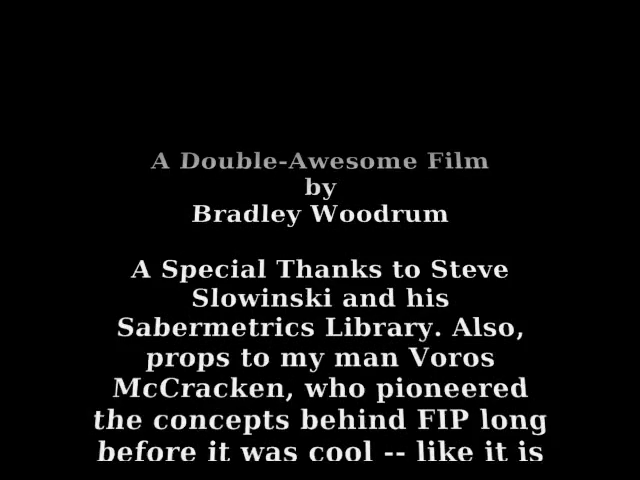 A Double-Awesome Film
by
Bradley Woodrum
A Special Thanks to Steve
Slowinski and his
Sabermetrics Library. Also,
props to my man Voros
McCracken, who pioneered
the concepts behind FIP long
before it was cool -- like it is